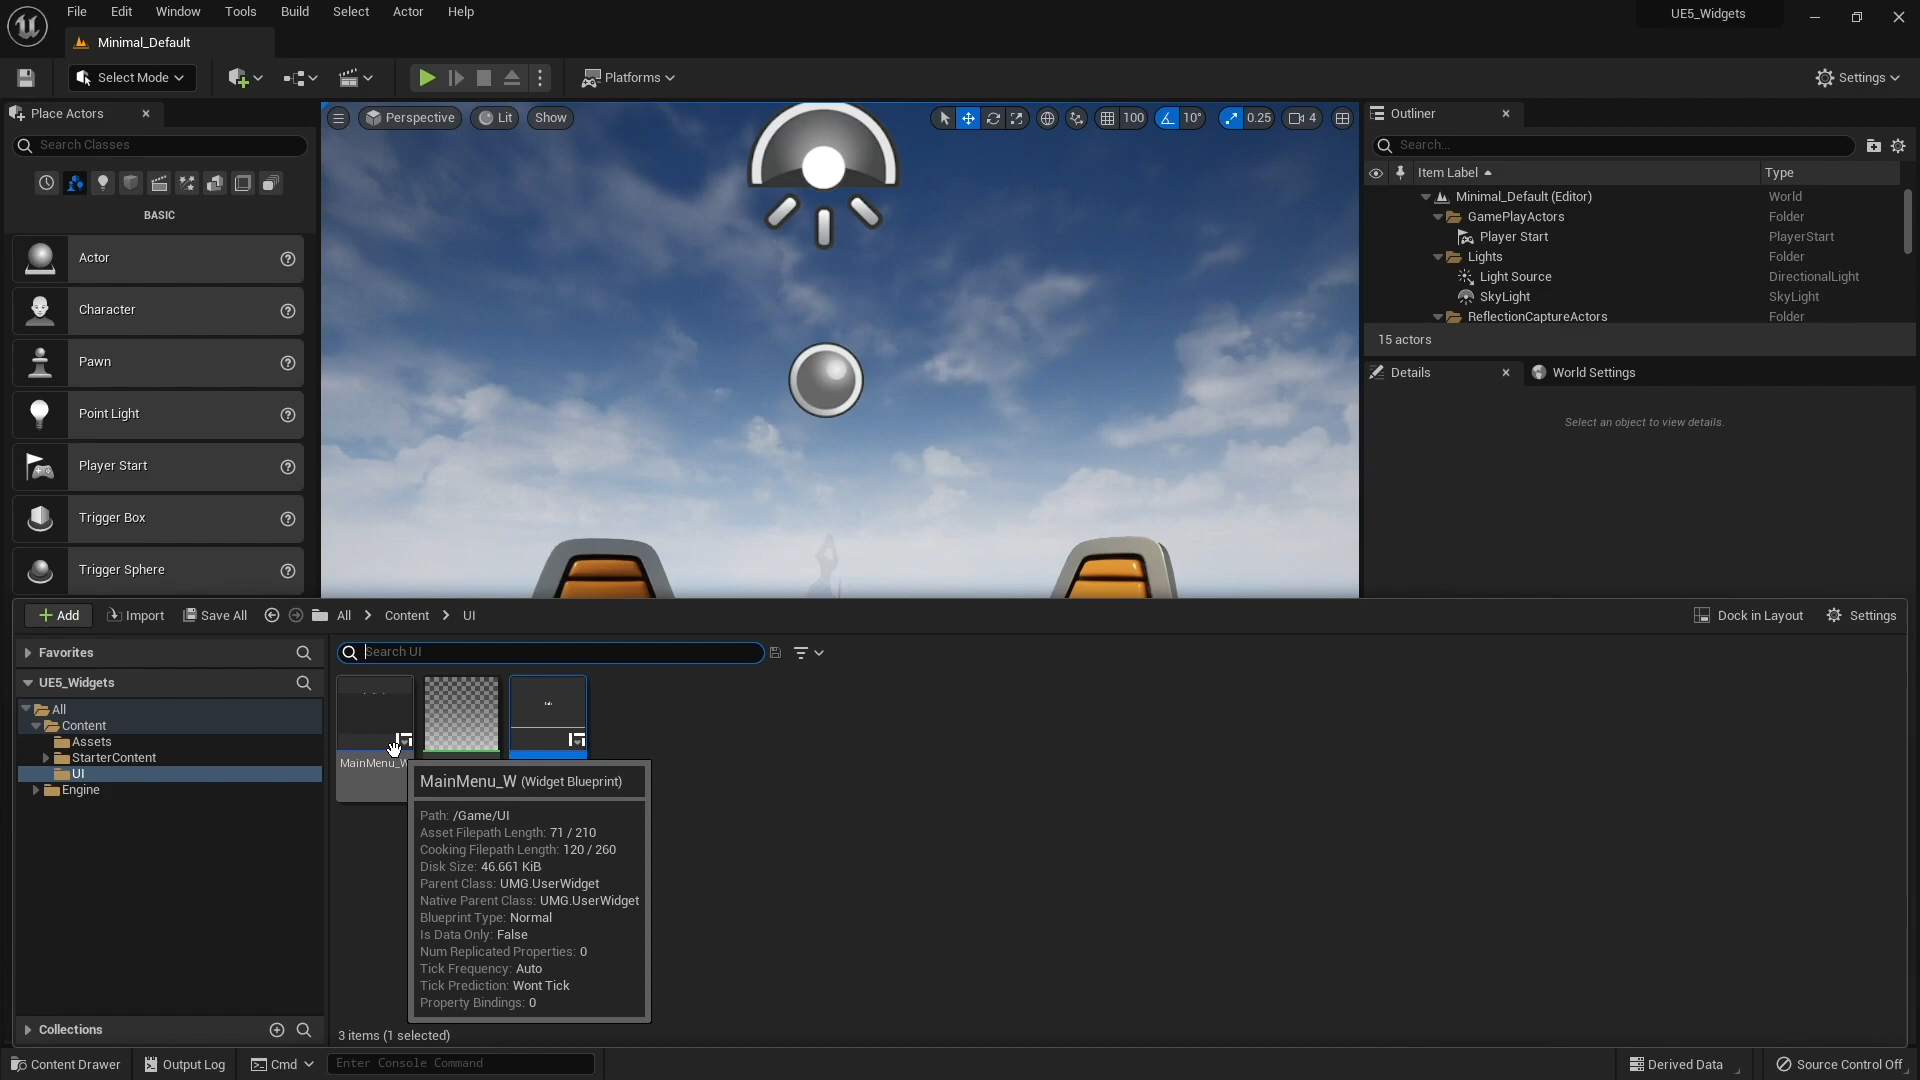 File Edit Window Tools Build Select Actor Help
UE5_Widgets
Minimal_Default
Select Mode
Platforms
Settings
Place Actors
Search Classes
BASIC
Actor
Character
Pawn
Point Light
Player Start
Trigger Box
Trigger Sphere
Perspective Lit Show
100 10° 0.25 4
Outliner
Search...
Item Label Type
Minimal_Default (Editor) World
GamePlayActors Folder
Player Start PlayerStart
Lights Folder
Light Source DirectionalLight
SkyLight SkyLight
ReflectionCaptureActors Folder
15 actors
Details World Settings
Select an object to view details.
Add Import Save All All Content UI
Dock in Layout Settings
Favorites
UE5_Widgets
All
Content
Assets
StarterContent
UI
Engine
Collections
Search UI
MainMenu_W
MainMenu_W (Widget Blueprint)
Path: /Game/UI
Asset Filepath Length: 71 / 210
Cooking Filepath Length: 120 / 260
Disk Size: 46.661 KiB
Parent Class: UMG.UserWidget
Native Parent Class: UMG.UserWidget
Blueprint Type: Normal
Is Data Only: False
Num Replicated Properties: 0
Tick Frequency: Auto
Tick Prediction: Wont Tick
Property Bindings: 0
3 items (1 selected)
Content Drawer Output Log Cmd Enter Console Command
Derived Data Source Control Off